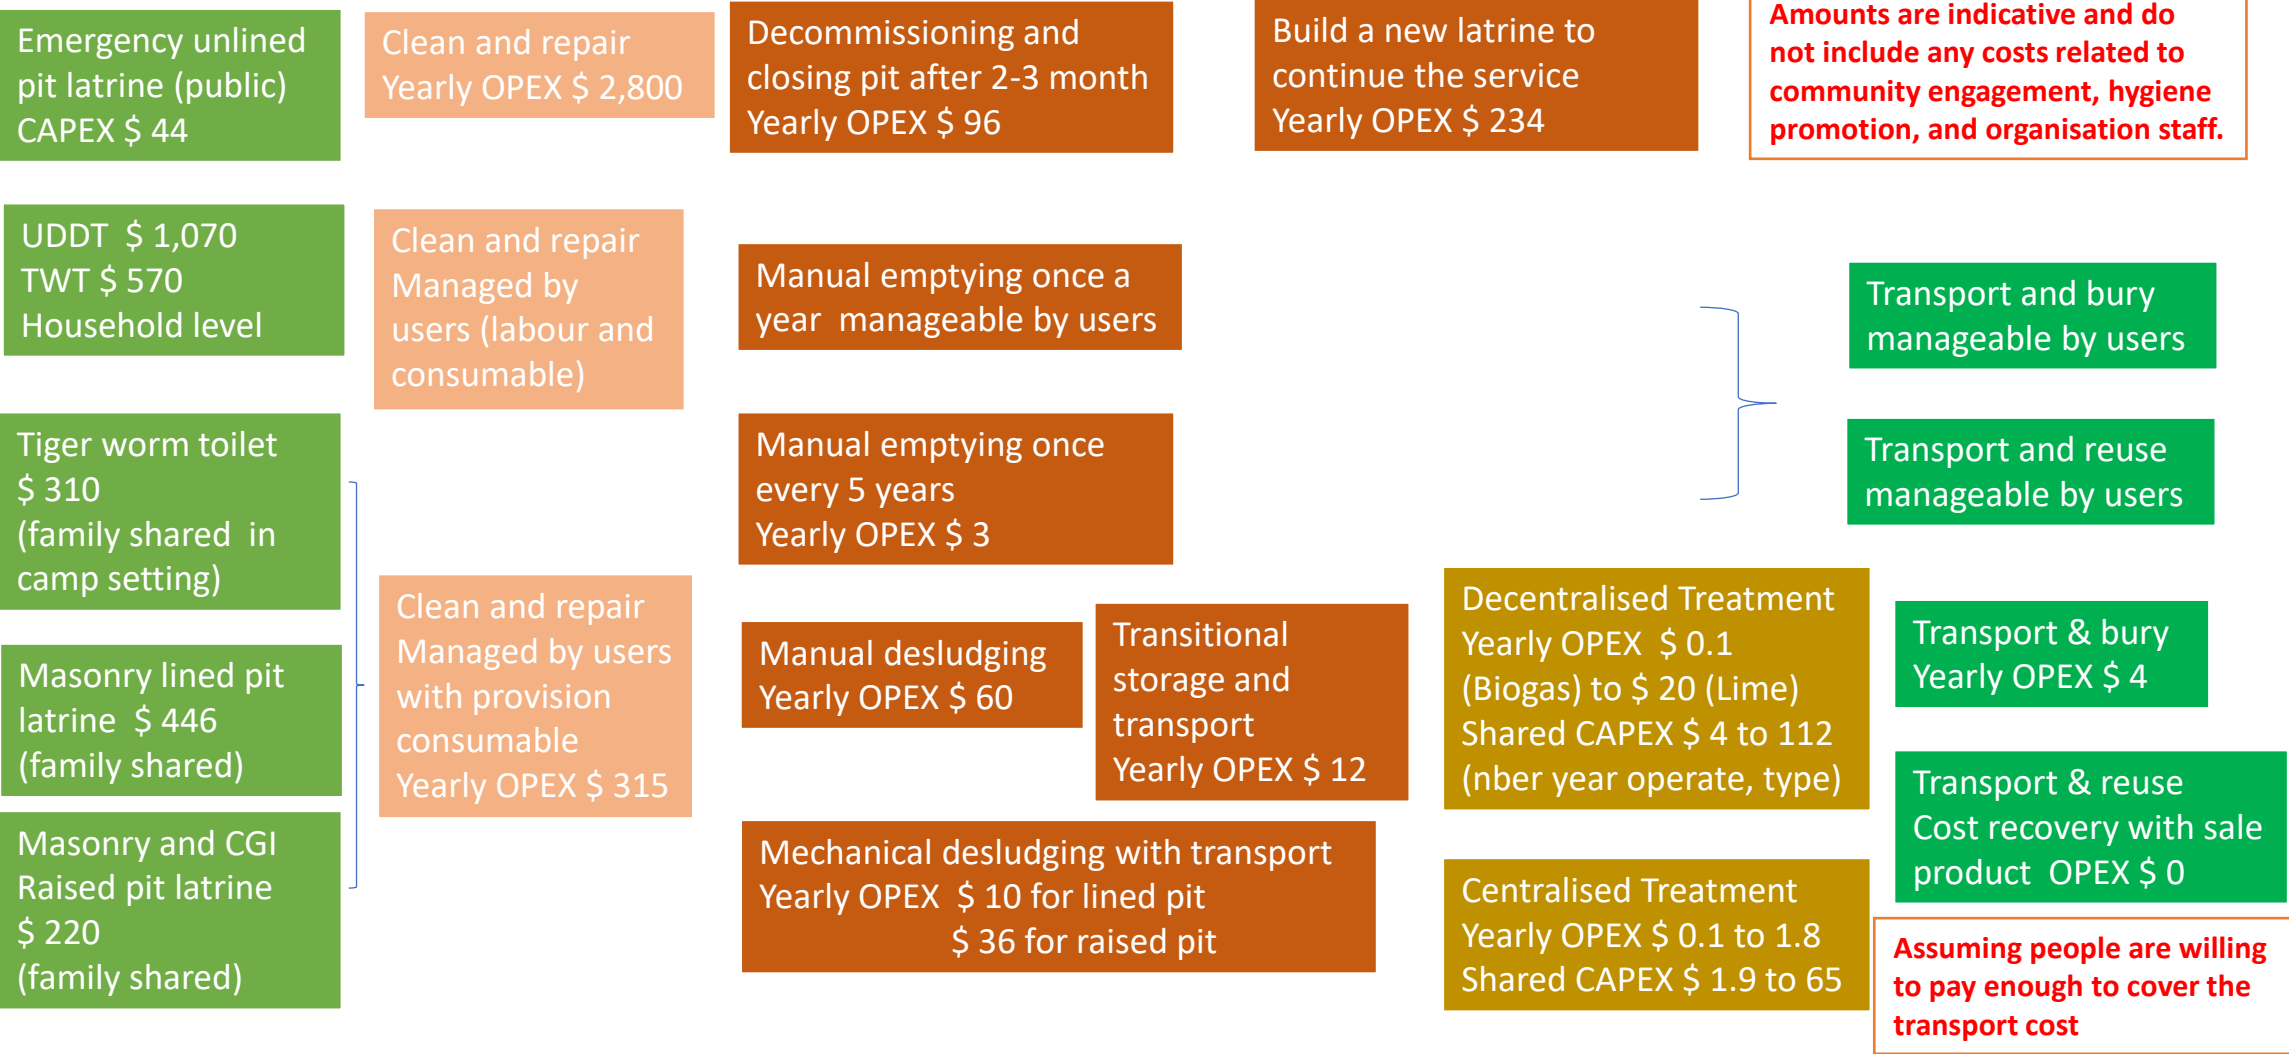 Emergency unlined
pit latrine (public)
CAPEX $ 44
Clean and repair
Yearly OPEX $ 2,800
Decommissioning and
closing pit after 2-3 month
Yearly OPEX $ 96
Build a new latrine to
continue the service
Yearly OPEX $ 234
Amounts are indicative and do
not include any costs related to
community engagement, hygiene
promotion, and organisation staff.
UDDT $ 1,070
TWT $ 570
Household level
Clean and repair
Managed by
users (labour and
consumable)
Manual emptying once a
year manageable by users
Transport and bury
manageable by users
Transport and reuse
manageable by users
Tiger worm toilet
$ 310
(family shared in
camp setting)
Manual emptying once
every 5 years
Yearly OPEX $ 3
Masonry lined pit
latrine $ 446
(family shared)
Masonry and CGI
Raised pit latrine
$ 220
(family shared)
Clean and repair
Managed by users
with provision
consumable
Yearly OPEX $ 315
Manual desludging
Yearly OPEX $ 60
Transitional
storage and
transport
Yearly OPEX $ 12
Mechanical desludging with transport
Yearly OPEX $ 10 for lined pit
$ 36 for raised pit
Decentralised Treatment
Yearly OPEX $ 0.1
(Biogas) to $ 20 (Lime)
Shared CAPEX $ 4 to 112
(nber year operate, type)
Centralised Treatment
Yearly OPEX $ 0.1 to 1.8
Shared CAPEX $ 1.9 to 65
Transport & bury
Yearly OPEX $ 4
Transport & reuse
Cost recovery with sale
product OPEX $ 0
Assuming people are willing
to pay enough to cover the
transport cost